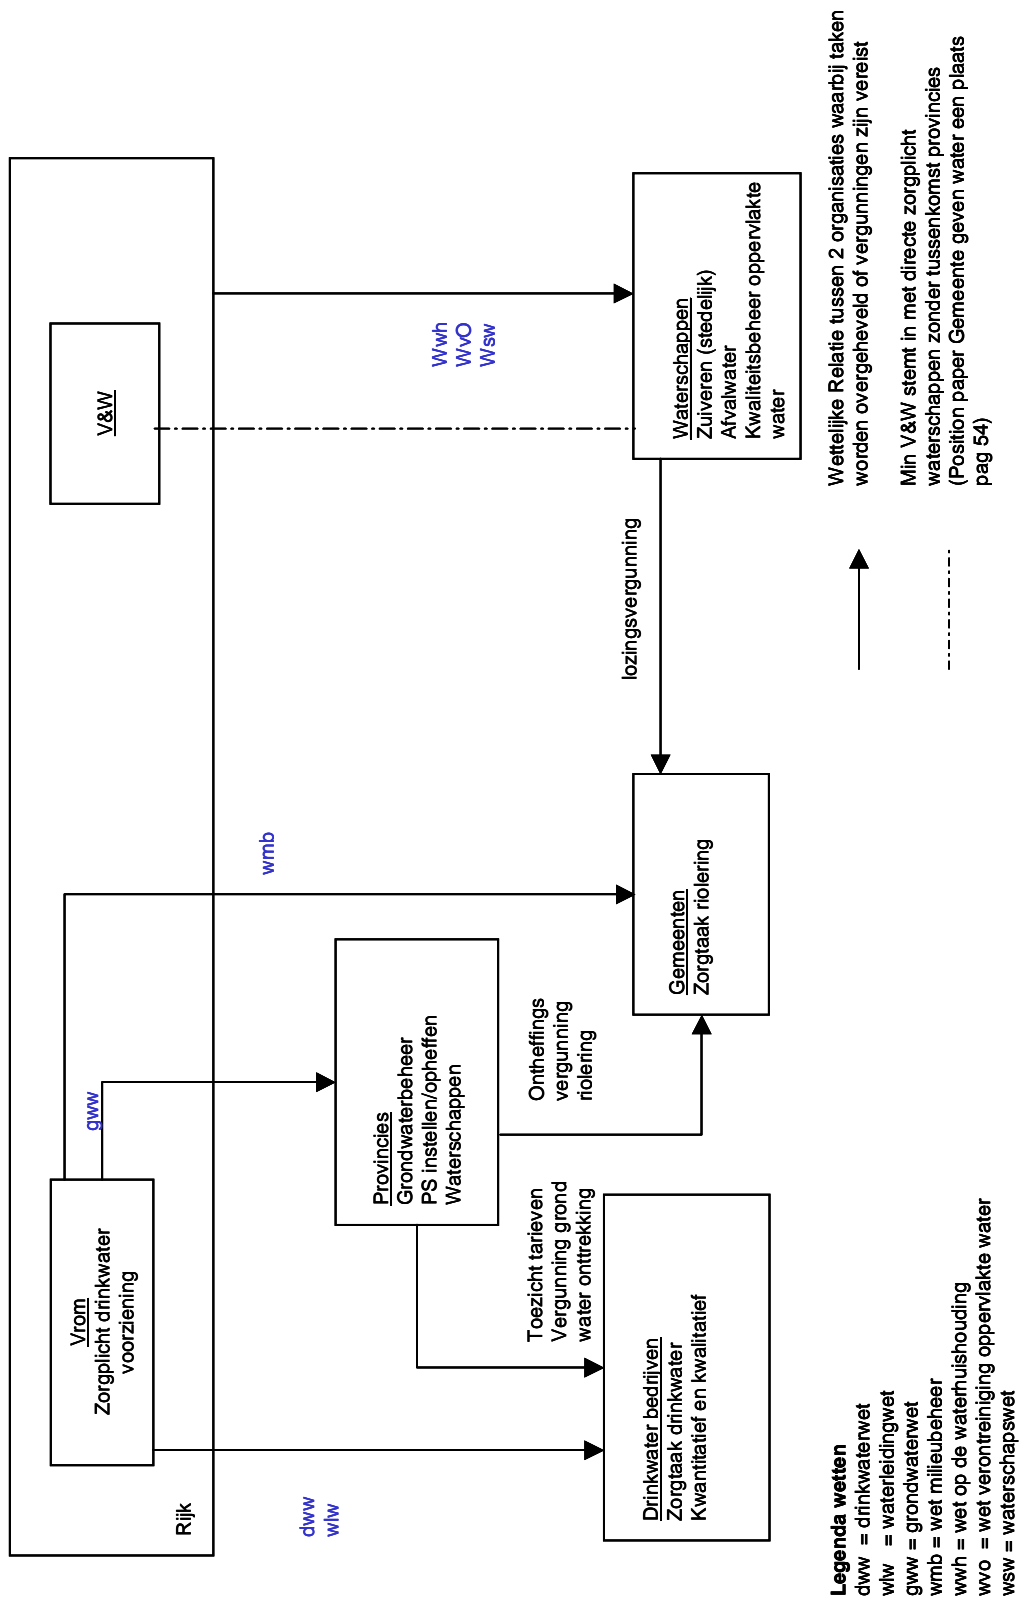 Rijk
Vrom
Zorgplicht drinkwater
voorziening
V&W
gww
wmb
dww
wlw
Wwh
WvO
Wsw
Provincies
Grondwaterbeheer
PS instellen/opheffen
Waterschappen
Toezicht tarieven
Vergunning grond
water onttrekking
Ontheffings
vergunning
riolering
lozingsvergunning
Drinkwater bedrijven
Zorgtaak drinkwater
Kwantitatief en kwalitatief
Gemeenten
Zorgtaak riolering
Waterschappen
Zuiveren (stedelijk)
Afvalwater
Kwaliteitsbeheer oppervlakte
water
Legenda wetten
dww = drinkwaterwet
wlw = waterleidingwet
gww = grondwaterwet
wmb = wet milieubeheer
wwh = wet op de waterhuishouding
wvo = wet verontreiniging oppervlakte water
wsw = waterschapswet
Wettelijke Relatie tussen 2 organisaties waarbij taken
worden overgeheveld of vergunningen zijn vereist
Min V&W stemt in met directe zorgplicht
waterschappen zonder tussenkomst provincies
(Position paper Gemeente geven water een plaats
pag 54)